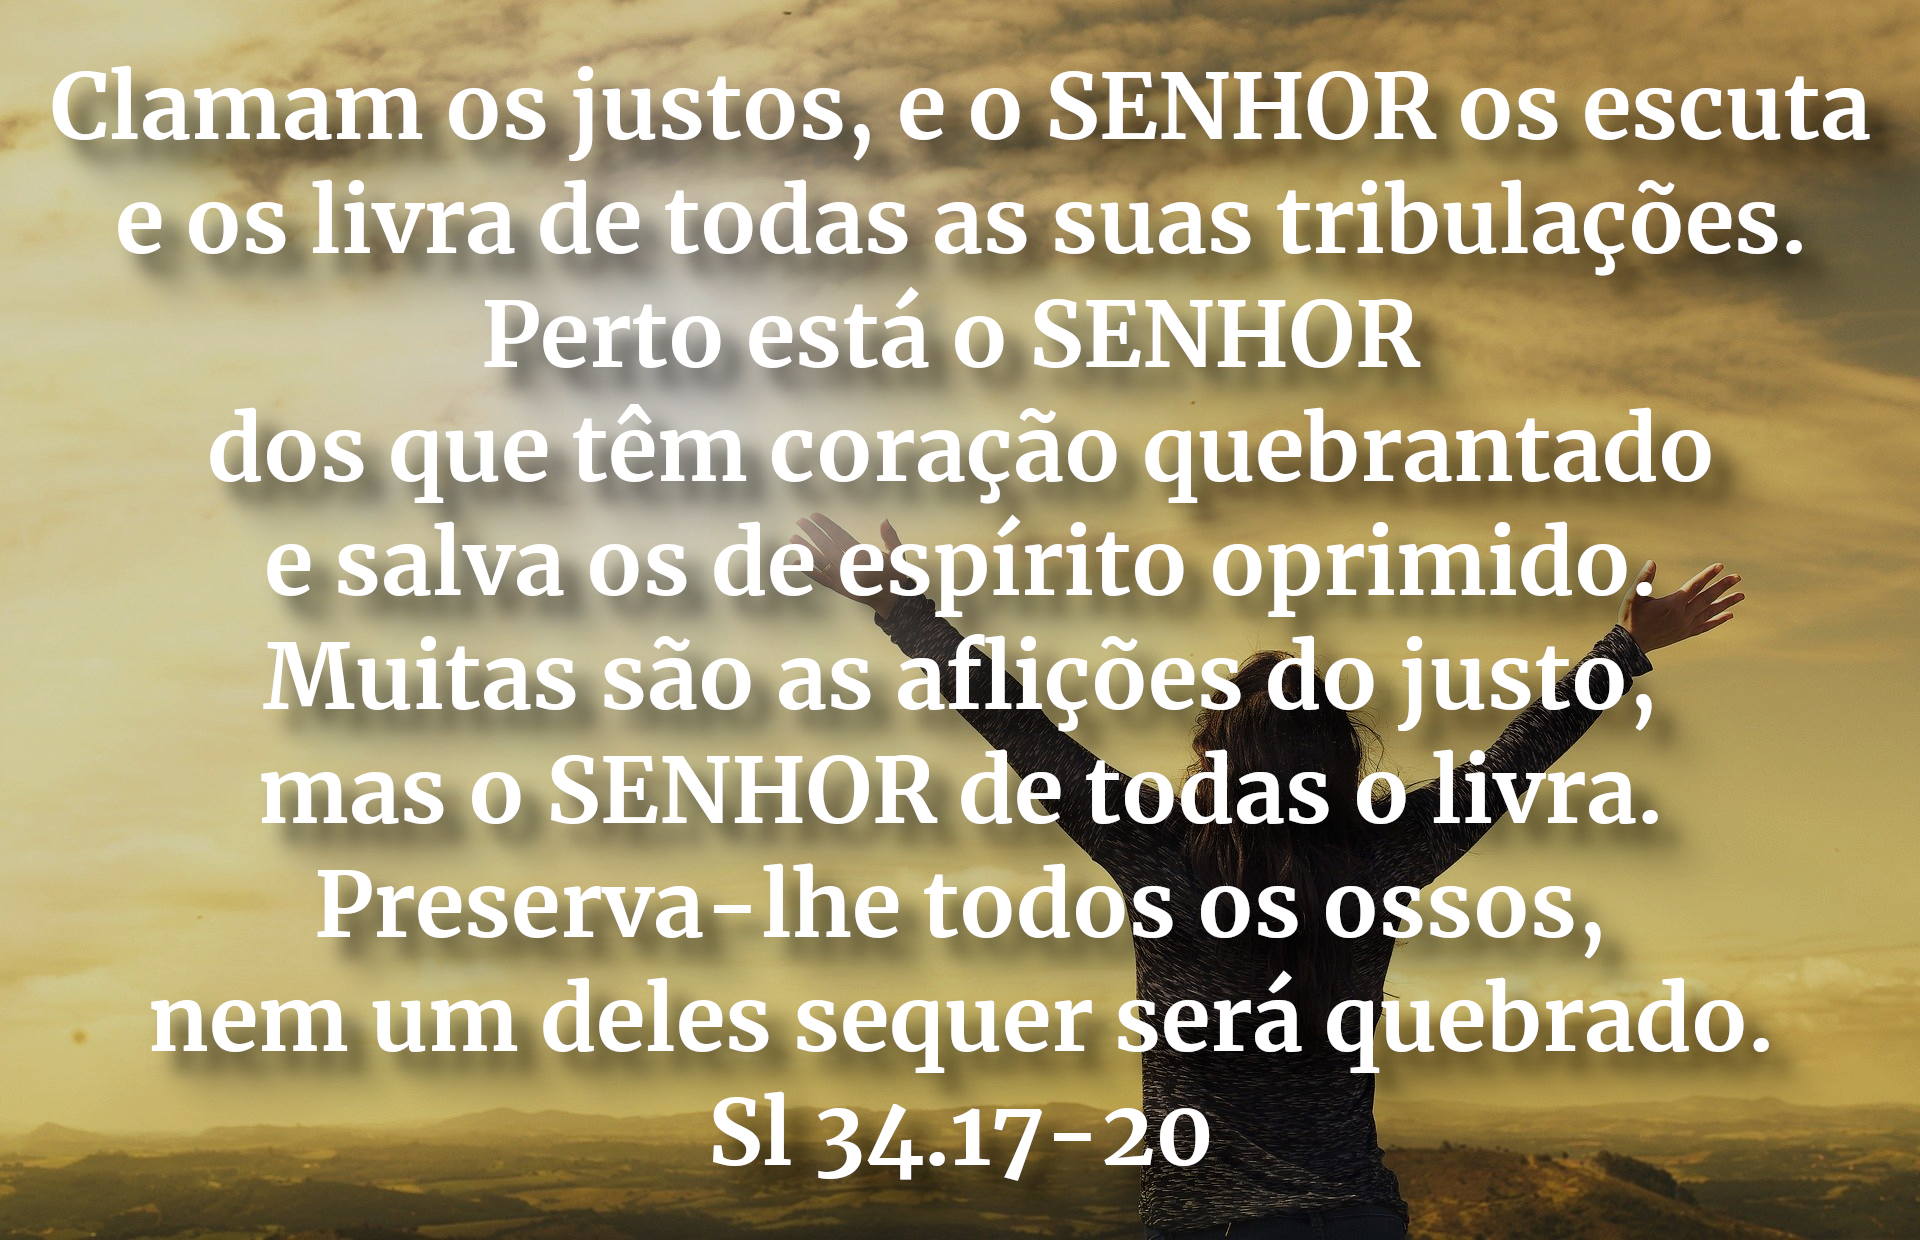 Clamam os justos, e o SENHOR os escuta
e os livra de todas as suas tribulações.
Perto está o SENHOR
dos que têm coração quebrantado
e salva os de espírito oprimido.
Muitas são as aflições do justo,
mas o SENHOR de todas o livra.
Preserva-lhe todos os ossos,
nem um deles sequer será quebrado.
Sl 34.17-20